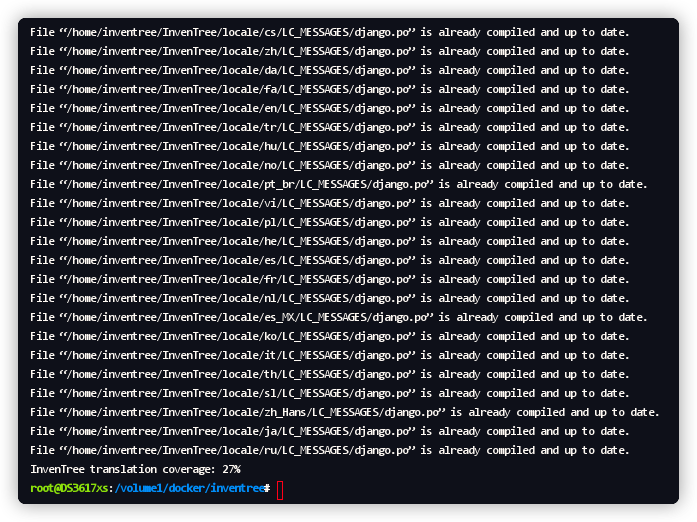 File “/home/inventree/InvenTree/locale/cs/LC_MESSAGES/django.po” is already compiled and up to date.
File “/home/inventree/InvenTree/locale/zh/LC_MESSAGES/django.po” is already compiled and up to date.
File “/home/inventree/InvenTree/locale/da/LC_MESSAGES/django.po” is already compiled and up to date.
File “/home/inventree/InvenTree/locale/fa/LC_MESSAGES/django.po” is already compiled and up to date.
File “/home/inventree/InvenTree/locale/en/LC_MESSAGES/django.po” is already compiled and up to date.
File “/home/inventree/InvenTree/locale/tr/LC_MESSAGES/django.po” is already compiled and up to date.
File “/home/inventree/InvenTree/locale/hu/LC_MESSAGES/django.po” is already compiled and up to date.
File “/home/inventree/InvenTree/locale/no/LC_MESSAGES/django.po” is already compiled and up to date.
File “/home/inventree/InvenTree/locale/pt_br/LC_MESSAGES/django.po” is already compiled and up to date.
File “/home/inventree/InvenTree/locale/vi/LC_MESSAGES/django.po” is already compiled and up to date.
File “/home/inventree/InvenTree/locale/pl/LC_MESSAGES/django.po” is already compiled and up to date.
File “/home/inventree/InvenTree/locale/he/LC_MESSAGES/django.po” is already compiled and up to date.
File “/home/inventree/InvenTree/locale/es/LC_MESSAGES/django.po” is already compiled and up to date.
File “/home/inventree/InvenTree/locale/fr/LC_MESSAGES/django.po” is already compiled and up to date.
File “/home/inventree/InvenTree/locale/nl/LC_MESSAGES/django.po” is already compiled and up to date.
File “/home/inventree/InvenTree/locale/es_MX/LC_MESSAGES/django.po” is already compiled and up to date.
File “/home/inventree/InvenTree/locale/ko/LC_MESSAGES/django.po” is already compiled and up to date.
File “/home/inventree/InvenTree/locale/it/LC_MESSAGES/django.po” is already compiled and up to date.
File “/home/inventree/InvenTree/locale/th/LC_MESSAGES/django.po” is already compiled and up to date.
File “/home/inventree/InvenTree/locale/sl/LC_MESSAGES/django.po” is already compiled and up to date.
File “/home/inventree/InvenTree/locale/zh_Hans/LC_MESSAGES/django.po” is already compiled and up to date.
File “/home/inventree/InvenTree/locale/ja/LC_MESSAGES/django.po” is already compiled and up to date.
File “/home/inventree/InvenTree/locale/ru/LC_MESSAGES/django.po” is already compiled and up to date.
InvenTree translation coverage: 27%
root@DS3617xs:/volume1/docker/inventree#